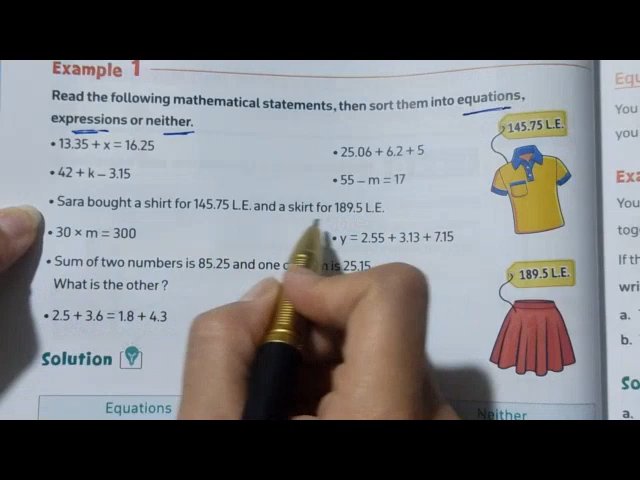 Example 1
Read the following mathematical statements, then sort them into equations,
expressions or neither.
• 13.35 + x = 16.25
• 25.06 + 6.2 + 5
145.75 L.E.
• 42 + k – 3.15
• 55 – m = 17
• Sara bought a shirt for 145.75 L.E. and a skirt for 189.5 L.E.
• 30 × m = 300
• y = 2.55 + 3.13 + 7.15
• Sum of two numbers is 85.25 and one is 25.15
What is the other ?
189.5 L.E.
• 2.5 + 3.6 = 1.8 + 4.3
Solution
Equations
Neither
Equ
You
you
Exa
You
tog
If th
wri
a.
b.
So
a.